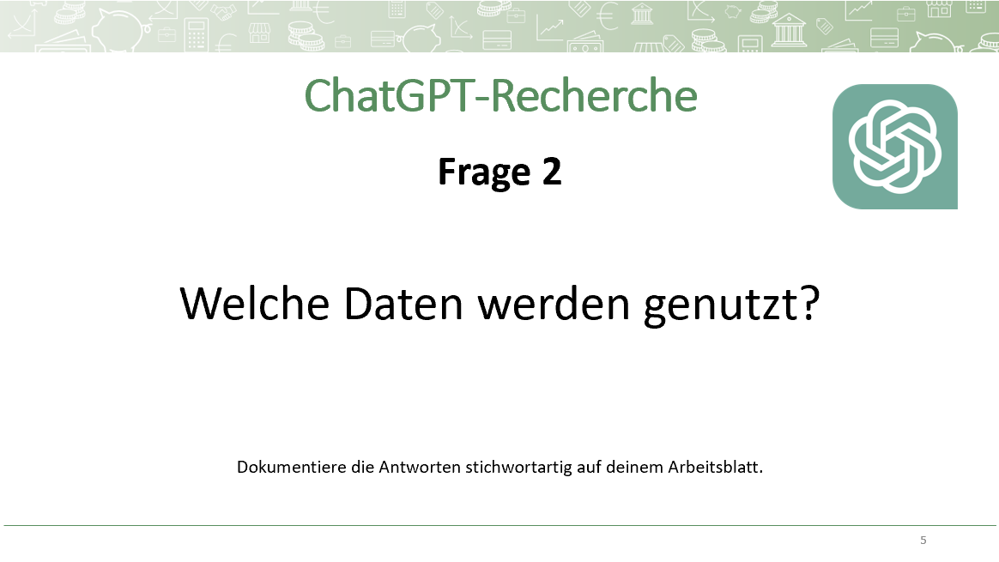 ChatGPT-Recherche
Frage 2
Welche Daten werden genutzt?
Dokumentiere die Antworten stichwortartig auf deinem Arbeitsblatt.
5